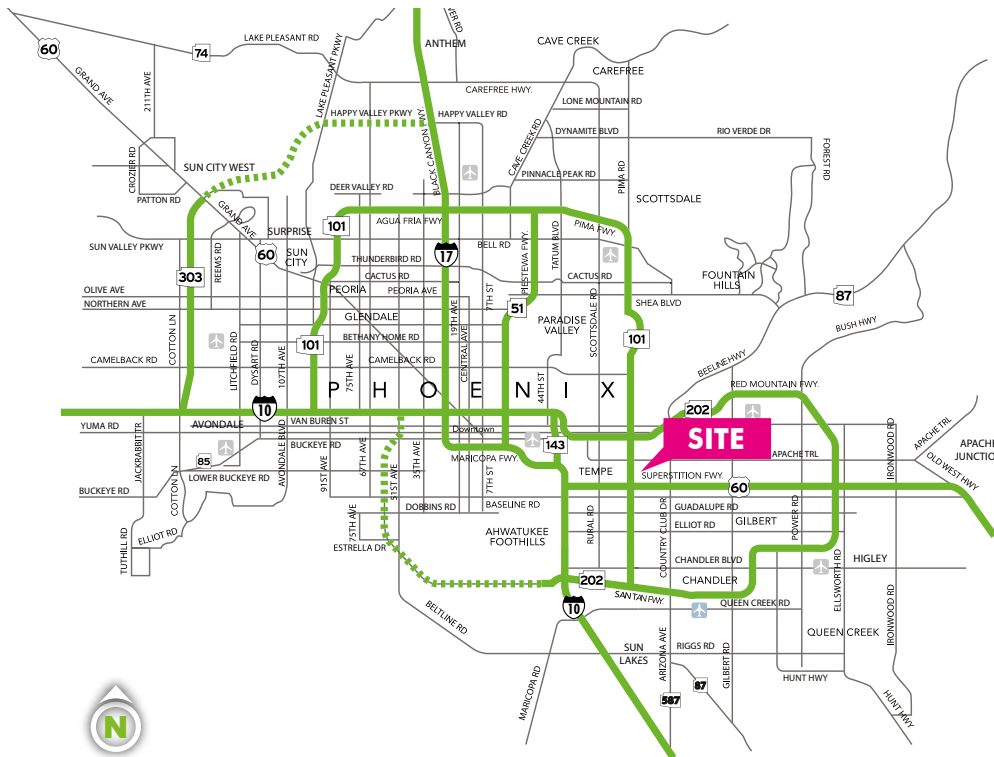 60
74
LAKE PLEASANT RD
GRAND AVE
211TH AVE
LAKE PLEASANT PKWY
ANTHEM
CAVE CREEK
CAREFREE
CAREFREE HWY.
LONE MOUNTAIN RD
HAPPY VALLEY PKWY
HAPPY VALLEY RD
BLACK CANYON FWY.
CAVE CREEK RD
DYNAMITE BLVD
RIO VERDE DR
FOREST RD
CROZIER RD
SUN CITY WEST
PINNACLE PEAK RD
PIMA RD
PATTON RD
DEER VALLEY RD
SCOTTSDALE
GRAND AVE
101
AGUA FRIA FWY.
PIMA FWY.
SURPRISE
SUN VALLEY PKWY
REEMS RD
60
SUN
CITY
17
BELL RD
PIESTEWA FWY.
TATUM BLVD
THUNDERBIRD RD
CACTUS RD
CACTUS RD
303
FOUNTAIN
HILLS
OLIVE AVE
PEORIA
PEORIA AVE
7TH ST
87
NORTHERN AVE
51
SHEA BLVD
GLENDALE
19TH AVE
PARADISE
VALLEY
SCOTTSDALE RD
BUSH HWY
COTTON LN
LITCHFIELD RD
DYSART RD
107TH AVE
101
BETHANY HOME RD
75TH AVE
CENTRAL AVE
101
CAMELBACK RD
CAMELBACK RD
BEELINE HWY
PHOENIX
44TH ST
RED MOUNTAIN FWY.
10
202
YUMA RD
AVONDALE
VAN BUREN ST
Downtown
SITE
JACKRABBIT TR
AVONDALE BLVD
BUCKEYE RD
143
APACHE TRL
IRONWOOD RD
APACHE TRL
APACHE
JUNCTION
OLD WEST HWY
85
LOWER BUCKEYE RD
91ST AVE
67TH AVE
51ST AVE
35TH AVE
MARICOPA FWY.
7TH ST
TEMPE
SUPERSTITION FWY.
60
BUCKEYE RD
COTTON LN
BASELINE RD
DOBBINS RD
GUADALUPE RD
75TH AVE
AHWATUKEE
FOOTHILLS
RURAL RD
COUNTRY CLUB DR
ELLIOT RD
GILBERT
POWER RD
TUTHILL RD
ELLIOT RD
ESTRELLA DR
CHANDLER BLVD
HIGLEY
202
CHANDLER
ELLSWORTH RD
IRONWOOD RD
SANTAN FWY.
10
BELTLINE RD
QUEEN CREEK RD
QUEEN CREEK
SUN
LAKES
ARIZONA AVE
RIGGS RD
GILBERT RD
MARICOPA RD
HUNT HWY
HUNT HWY
87
587
N